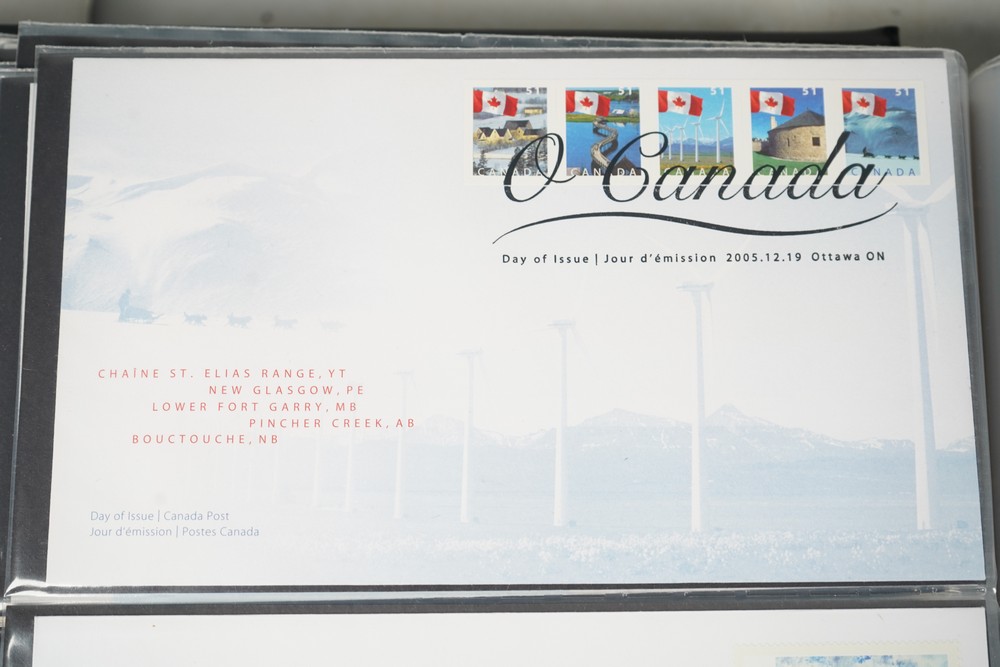 51 51 51 51 51
CANADA CANADA CANADA CANADA CANADA
O Canada
Day of Issue | Jour d'émission 2005.12.19 Ottawa ON
CHAÎNE ST. ELIAS RANGE, YT
NEW GLASGOW, PE
LOWER FORT GARRY, MB
PINCHER CREEK, AB
BOUCTOUCHE, NB
Day of Issue | Canada Post
Jour d'émission | Postes Canada